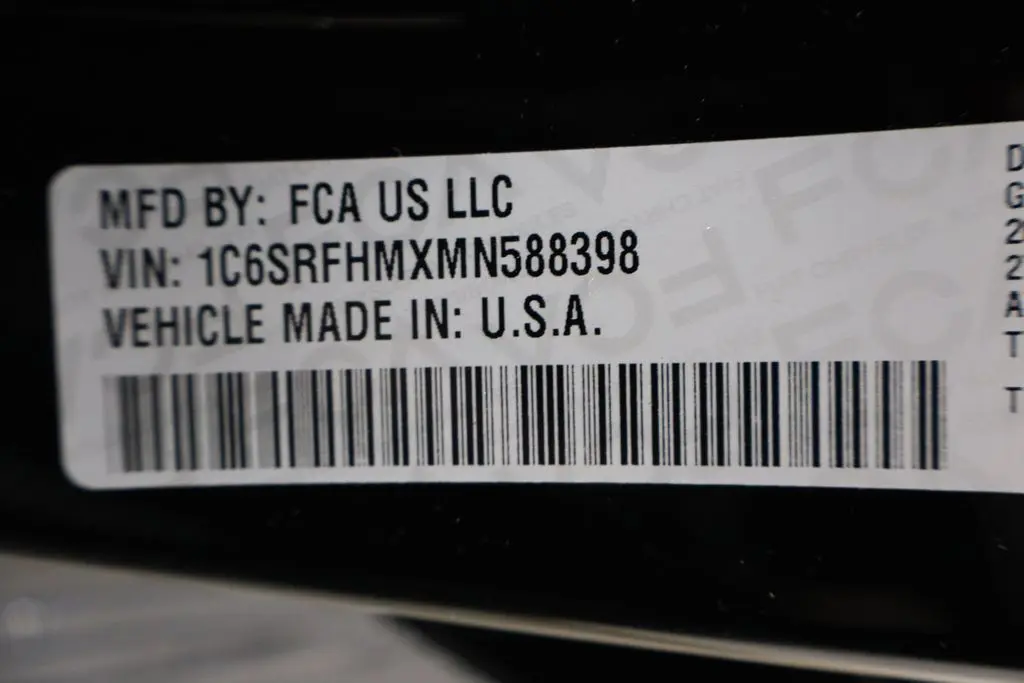 MFD BY: FCA US LLC
VIN: 1C6SRFHMXMN588398
VEHICLE MADE IN: U.S.A.